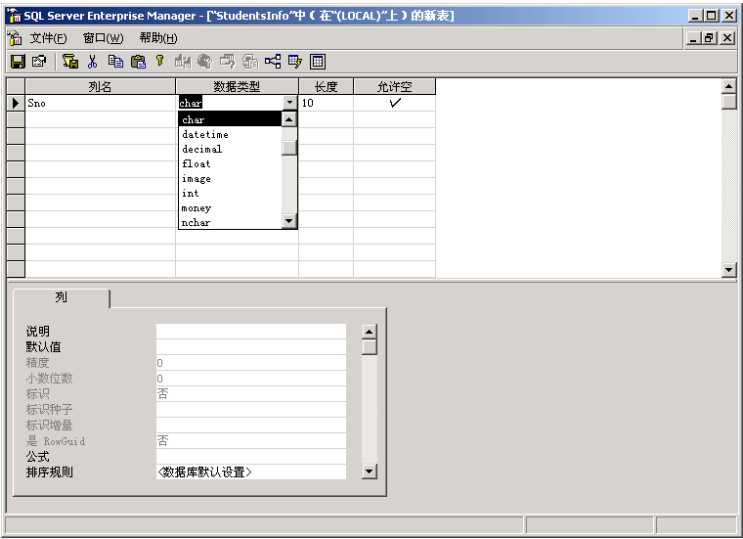 SQL Server Enterprise Manager - ["StudentsInfo"中(在"(LOCAL)"上)的新表]
文件(F) 窗口(W) 帮助(H)
列名 数据类型 长度 允许空
Sno char 10
char
datetime
decimal
float
image
int
money
nchar
列
说明
默认值
精度 0
小数位数 0
标识 否
标识种子
标识增量
是 RowGuid 否
公式
排序规则 <数据库默认设置>